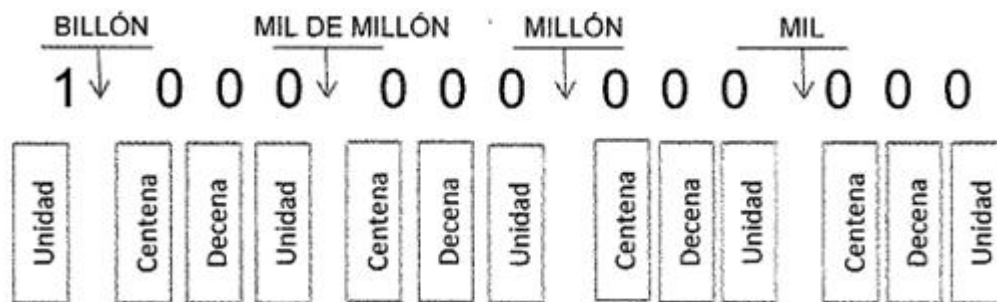 BILLÓN MIL DE MILLÓN MILLÓN MIL
1 0 0 0 0 0 0 0 0 0 0 0 0
Unidad Centena Decena Unidad Centena Decena Unidad Centena Decena Unidad Centena Decena Unidad